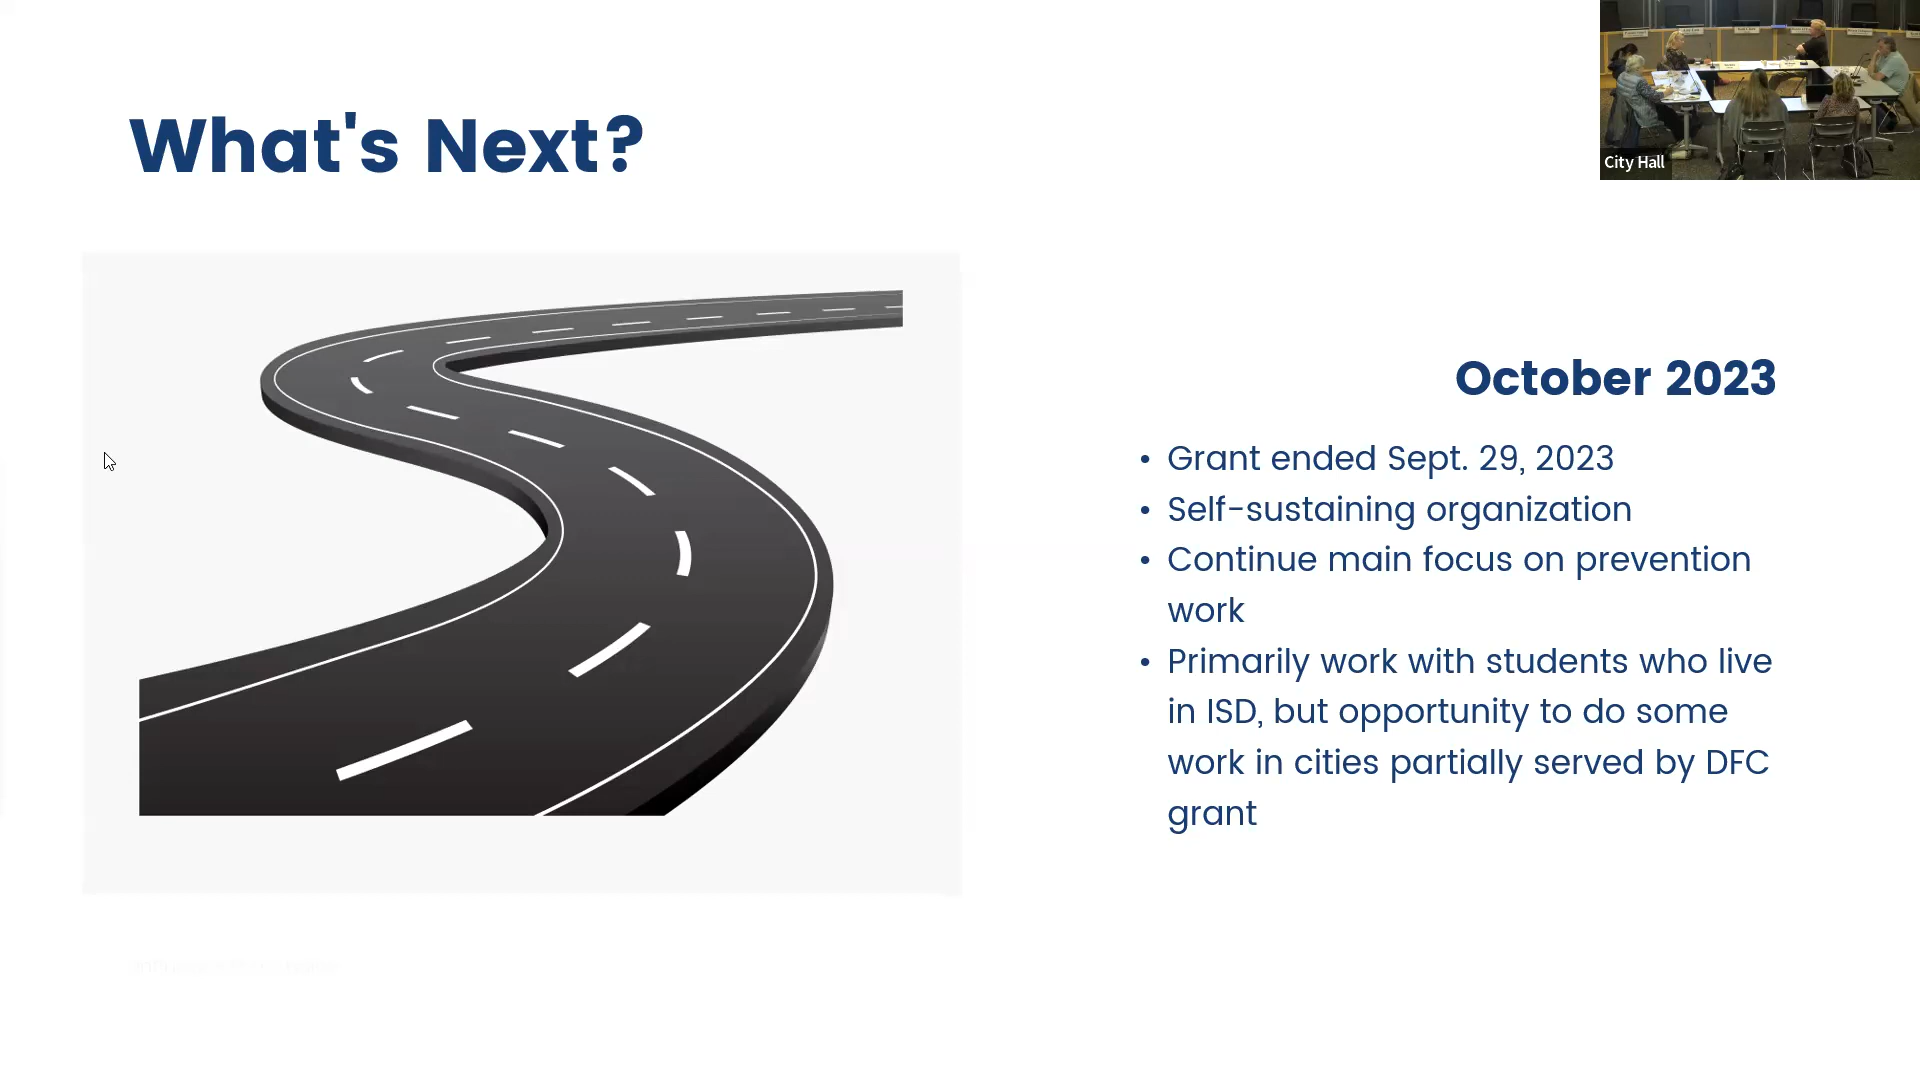 What's Next?
City Hall
October 2023
• Grant ended Sept. 29, 2023
• Self-sustaining organization
• Continue main focus on prevention
work
• Primarily work with students who live
in ISD, but opportunity to do some
work in cities partially served by DFC
grant